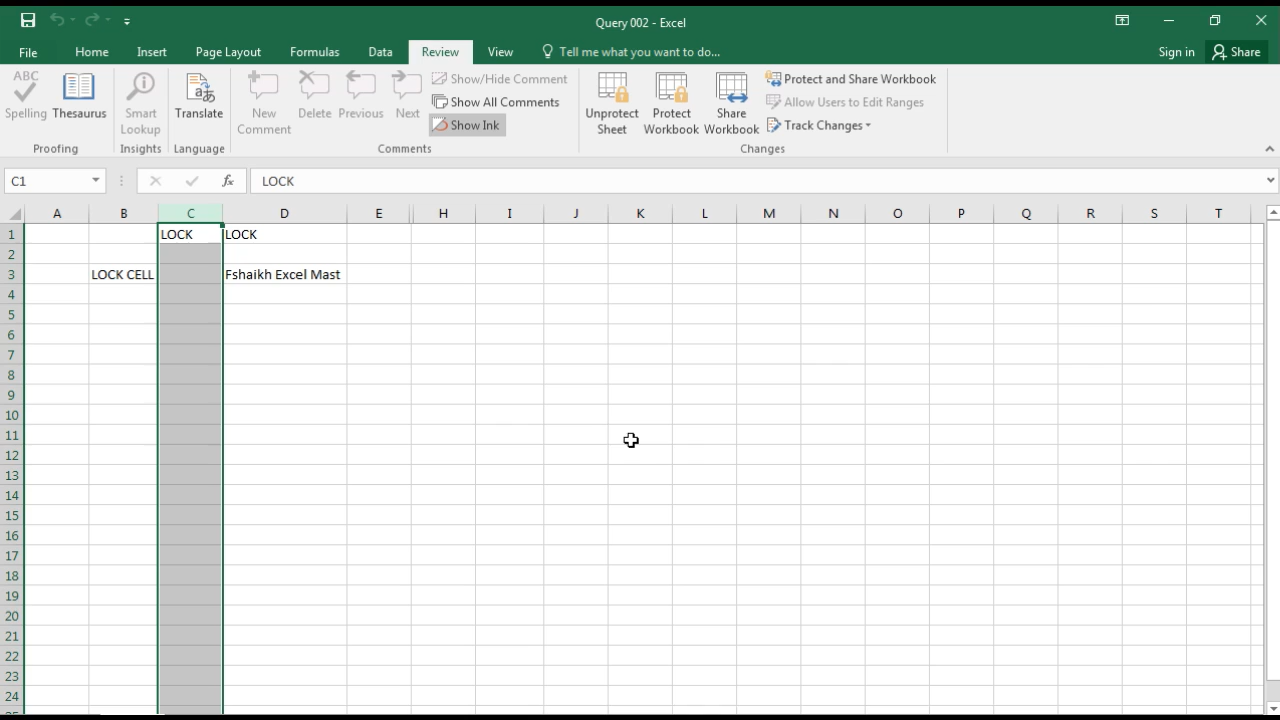 Query 002 - Excel
File Home Insert Page Layout Formulas Data Review View Tell me what you want to do... Sign in Share
ABC
Spelling
Thesaurus
Proofing
Smart
Lookup
Insights
Translate
Language
New
Comment
Delete
Previous
Next
Show/Hide Comment
Show All Comments
Show Ink
Comments
Unprotect
Sheet
Protect
Workbook
Share
Workbook
Protect and Share Workbook
Allow Users to Edit Ranges
Track Changes
Changes
C1 fx LOCK
A B C D E H I J K L M N O P Q R S T
1 LOCK LOCK
2
3 LOCK CELL Fshaikh Excel Mast
4
5
6
7
8
9
10
11
12
13
14
15
16
17
18
19
20
21
22
23
24